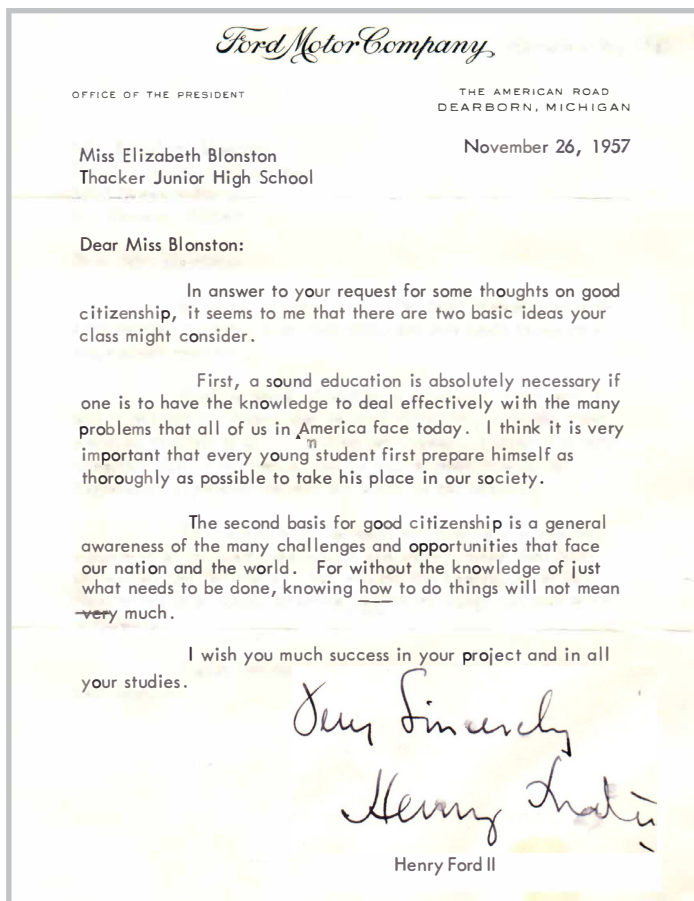 Ford Motor Company
OFFICE OF THE PRESIDENT
THE AMERICAN ROAD
DEARBORN, MICHIGAN
November 26, 1957
Miss Elizabeth Blonston
Thacker Junior High School
Dear Miss Blonston:
In answer to your request for some thoughts on good
citizenship, it seems to me that there are two basic ideas your
class might consider.
First, a sound education is absolutely necessary if
one is to have the knowledge to deal effectively with the many
problems that all of us in America face today. I think it is very
important that every young student first prepare himself as
thoroughly as possible to take his place in our society.
The second basis for good citizenship is a general
awareness of the many challenges and opportunities that face
our nation and the world. For without the knowledge of just
what needs to be done, knowing how to do things will not mean
very much.
I wish you much success in your project and in all
your studies.
Very Sincerely
Henry Ford II
Henry Ford II